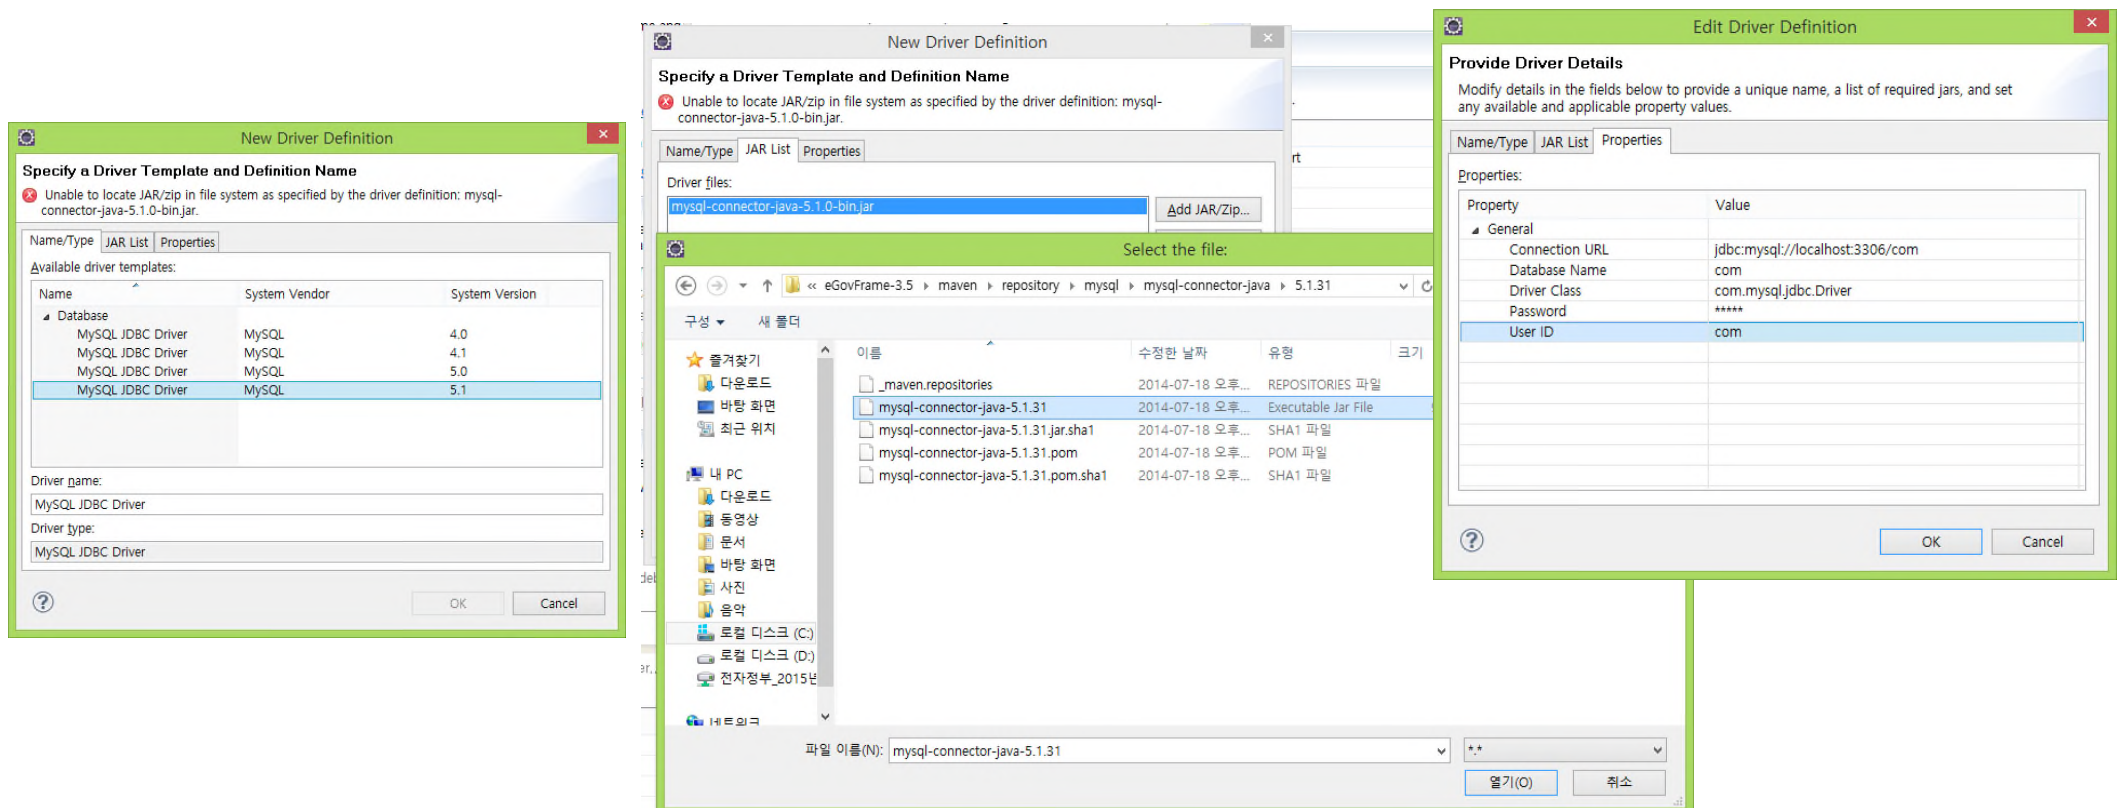 New Driver Definition
Specify a Driver Template and Definition Name
Unable to locate JAR/zip in file system as specified by the driver definition: mysql-
connector-java-5.1.0-bin.jar.
Name/Type JAR List Properties
Available driver templates:
Name System Vendor System Version
Database
MySQL JDBC Driver MySQL 4.0
MySQL JDBC Driver MySQL 4.1
MySQL JDBC Driver MySQL 5.0
MySQL JDBC Driver MySQL 5.1
Driver name:
MySQL JDBC Driver
Driver type:
MySQL JDBC Driver
OK Cancel
New Driver Definition
Specify a Driver Template and Definition Name
Unable to locate JAR/zip in file system as specified by the driver definition: mysql-
connector-java-5.1.0-bin.jar.
Name/Type JAR List Properties
Driver files:
mysql-connector-java-5.1.0-bin.jar
Add JAR/Zip...
Select the file:
« eGovFrame-3.5 maven repository mysql mysql-connector-java 5.1.31
구성 새 폴더
즐겨찾기
다운로드
바탕 화면
최근 위치
내 PC
다운로드
동영상
문서
바탕 화면
사진
음악
로컬 디스크 (C:)
로컬 디스크 (D:)
전자정부_2015년
네트워크
이름 수정한 날짜 유형 크기
_maven.repositories 2014-07-18 오후... REPOSITORIES 파일
mysql-connector-java-5.1.31 2014-07-18 오후... Executable Jar File
mysql-connector-java-5.1.31.jar.sha1 2014-07-18 오후... SHA1 파일
mysql-connector-java-5.1.31.pom 2014-07-18 오후... POM 파일
mysql-connector-java-5.1.31.pom.sha1 2014-07-18 오후... SHA1 파일
파일 이름(N): mysql-connector-java-5.1.31 *.*
열기(O) 취소
Edit Driver Definition
Provide Driver Details
Modify details in the fields below to provide a unique name, a list of required jars, and set
any available and applicable property values.
Name/Type JAR List Properties
Properties:
Property Value
General
Connection URL jdbc:mysql://localhost:3306/com
Database Name com
Driver Class com.mysql.jdbc.Driver
Password *****
User ID com
OK Cancel